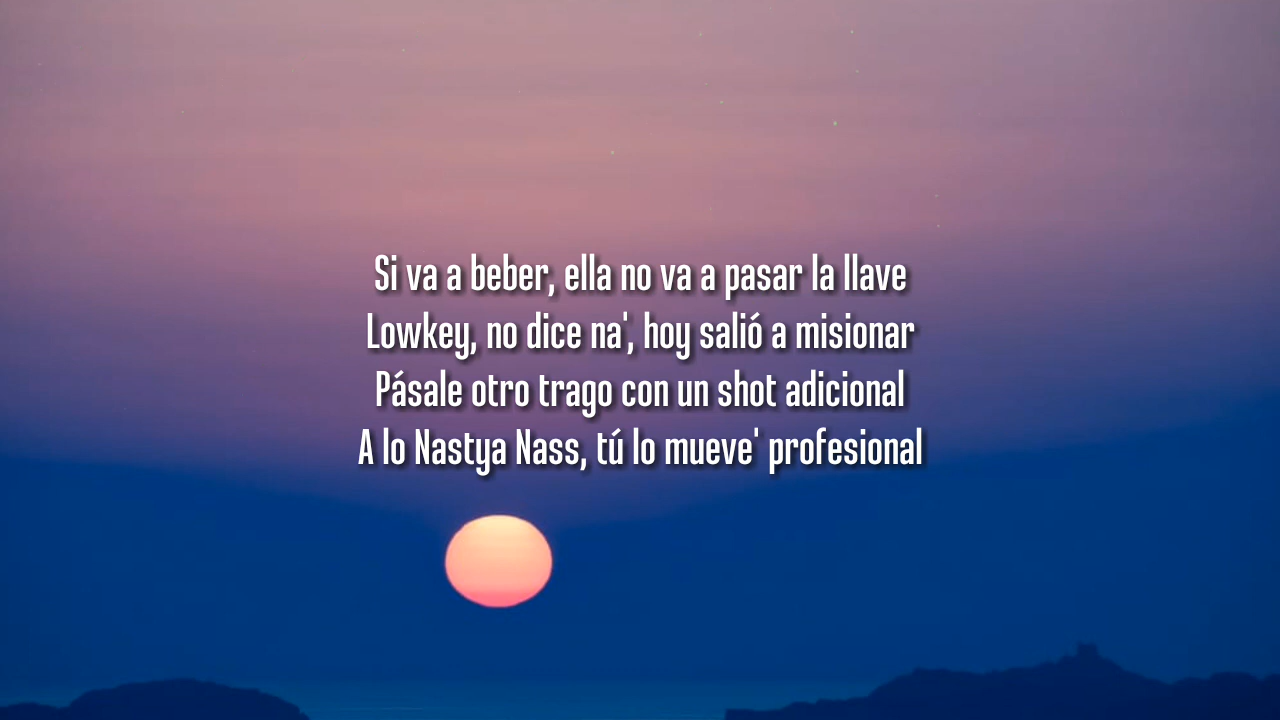 Si va a beber, ella no va a pasar la llave
Lowkey, no dice na', hoy salió a misionar
Pásale otro trago con un shot adicional
A lo Nastya Nass, tú lo mueve' profesional